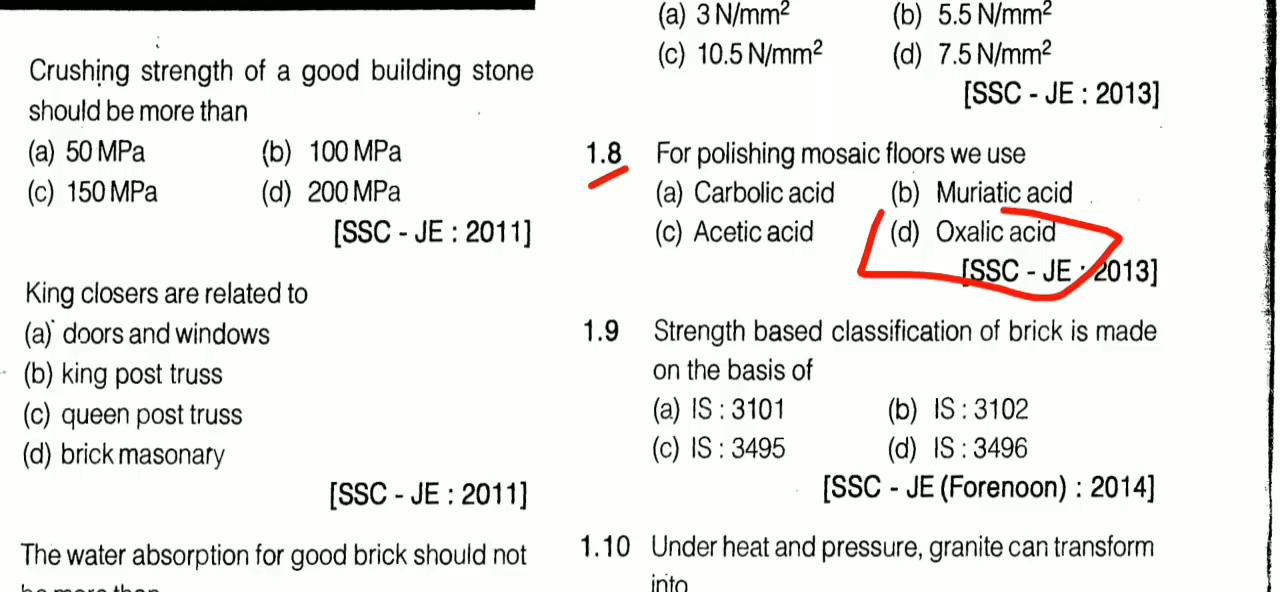 Crushing strength of a good building stone
should be more than
(a) 50 MPa (b) 100 MPa
(c) 150 MPa (d) 200 MPa
[SSC - JE : 2011]
King closers are related to
(a) doors and windows
(b) king post truss
(c) queen post truss
(d) brick masonary
[SSC - JE : 2011]
The water absorption for good brick should not
be more than
(a) 3 N/mm² (b) 5.5 N/mm²
(c) 10.5 N/mm² (d) 7.5 N/mm²
[SSC - JE : 2013]
1.8 For polishing mosaic floors we use
(a) Carbolic acid (b) Muriatic acid
(c) Acetic acid (d) Oxalic acid
[SSC - JE : 2013]
1.9 Strength based classification of brick is made
on the basis of
(a) IS : 3101 (b) IS : 3102
(c) IS : 3495 (d) IS : 3496
[SSC - JE (Forenoon) : 2014]
1.10 Under heat and pressure, granite can transform
into